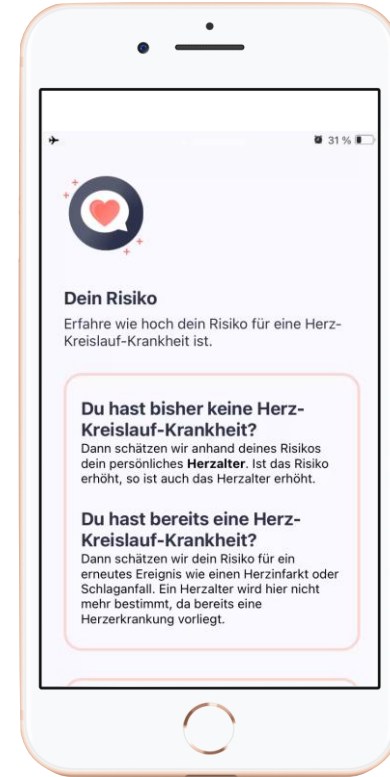 31 %
Dein Risiko
Erfahre wie hoch dein Risiko für eine Herz-
Kreislauf-Krankheit ist.
Du hast bisher keine Herz-
Kreislauf-Krankheit?
Dann schätzen wir anhand deines Risikos
dein persönliches Herzalter. Ist das Risiko
erhöht, so ist auch das Herzalter erhöht.
Du hast bereits eine Herz-
Kreislauf-Krankheit?
Dann schätzen wir dein Risiko für ein
erneutes Ereignis wie einen Herzinfarkt oder
Schlaganfall. Ein Herzalter wird hier nicht
mehr bestimmt, da bereits eine
Herzerkrankung vorliegt.